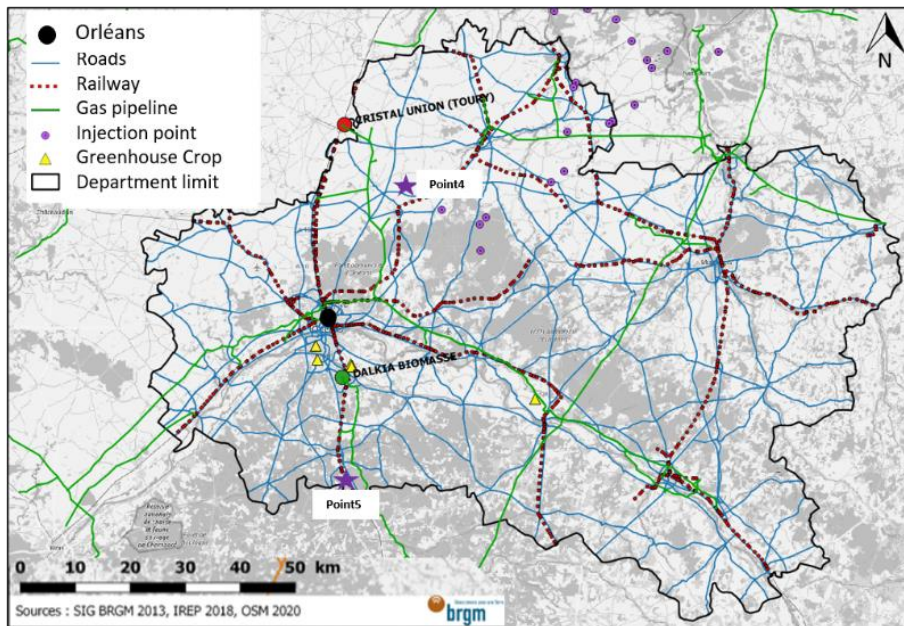 Orléans
Roads
Railway
Gas pipeline
Injection point
Greenhouse Crop
Department limit
N
CRISTAL UNION (TOURY)
Point4
DALKIA BIOMASSE
Point5
0 10 20 30 40 50 km
Sources : SIG BRGM 2013, IREP 2018, OSM 2020
brgm